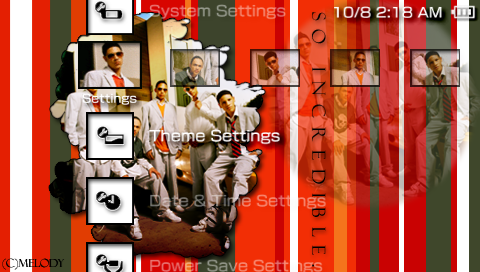 System Settings
10/8 2:18 AM
Settings
Theme Settings
Date & Time Settings
Power Save Settings
SO INCREDIBLE
(C)MELODY